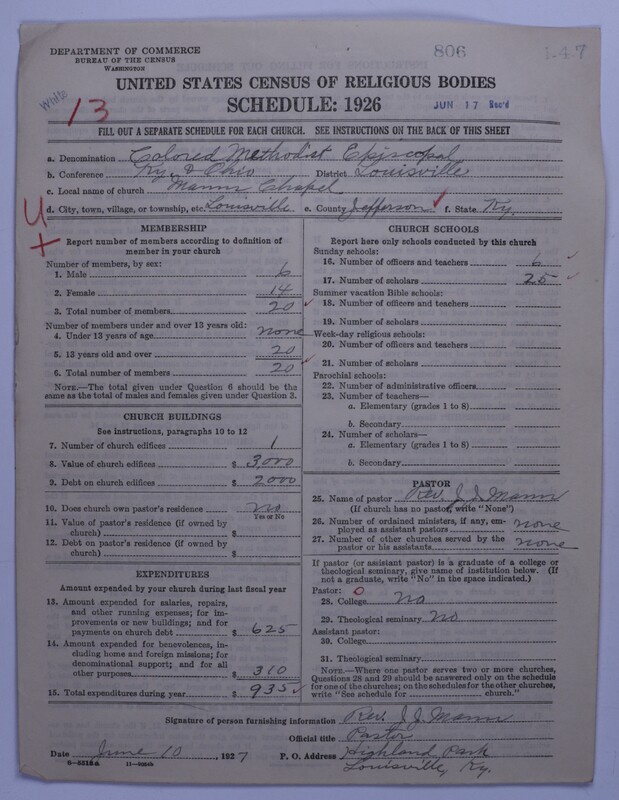 DEPARTMENT OF COMMERCE
BUREAU OF THE CENSUS
WASHINGTON
806
147
White
13
UNITED STATES CENSUS OF RELIGIOUS BODIES
SCHEDULE: 1926
JUN 17 Rec'd
FILL OUT A SEPARATE SCHEDULE FOR EACH CHURCH. SEE INSTRUCTIONS ON THE BACK OF THIS SHEET
a. Denomination Colored Methodist Episcopal
b. Conference Ky & Ohio District Louisville
c. Local name of church Mann Chapel
d. City, town, village, or township, etc. Louisville e. County Jefferson f. State Ky.
U
MEMBERSHIP
Report number of members according to definition of
member in your church
Number of members, by sex:
1. Male 6
2. Female 14
3. Total number of members 20
Number of members under and over 13 years old:
4. Under 13 years of age none
5. 13 years old and over 20
6. Total number of members 20
NOTE.—The total given under Question 6 should be the
same as the total of males and females given under Question 3.
CHURCH BUILDINGS
See instructions, paragraphs 10 to 12
7. Number of church edifices 1
8. Value of church edifices $ 3,000
9. Debt on church edifices $ 2000
10. Does church own pastor's residence no
Yes or No
11. Value of pastor's residence (if owned by
church) $
12. Debt on pastor's residence (if owned by
church) $
EXPENDITURES
Amount expended by your church during last fiscal year
13. Amount expended for salaries, repairs,
and other running expenses; for im-
provements or new buildings; and for
payments on church debt $ 625
14. Amount expended for benevolences, in-
cluding home and foreign missions; for
denominational support; and for all
other purposes $ 310
15. Total expenditures during year $ 935
CHURCH SCHOOLS
Report here only schools conducted by this church
Sunday schools:
16. Number of officers and teachers 6
17. Number of scholars 25
Summer vacation Bible schools:
18. Number of officers and teachers
19. Number of scholars
Week-day religious schools:
20. Number of officers and teachers
21. Number of scholars
Parochial schools:
22. Number of administrative officers
23. Number of teachers—
a. Elementary (grades 1 to 8)
b. Secondary
24. Number of scholars—
a. Elementary (grades 1 to 8)
b. Secondary
PASTOR
25. Name of pastor Rev. J. J. Mann
(If church has no pastor, write "None")
26. Number of ordained ministers, if any, em-
ployed as assistant pastors none
27. Number of other churches served by the
pastor or his assistants none
If pastor (or assistant pastor) is a graduate of a college or
theological seminary, give name of institution below. (If
not a graduate, write "No" in the space indicated.)
Pastor: 0
28. College No
29. Theological seminary No
Assistant pastor:
30. College
31. Theological seminary
NOTE.—Where one pastor serves two or more churches,
Questions 28 and 29 should be answered only on the schedule
for one of the churches; on the schedules for the other churches,
write "See schedule for church."
Signature of person furnishing information Rev. J. J. Mann
Official title Pastor
Date June 10, 1927 P. O. Address Highland Park
Louisville, Ky.